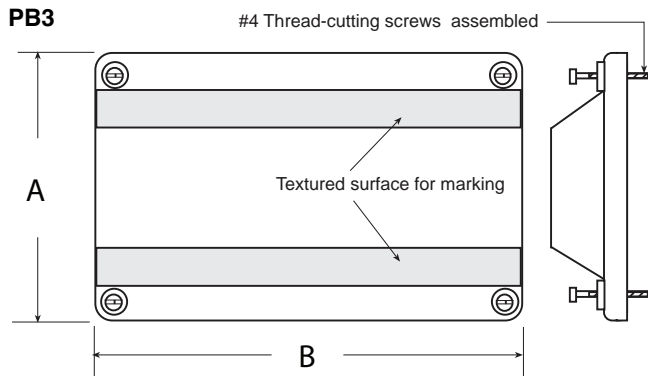 PB3
#4 Thread-cutting screws assembled
A
Textured surface for marking
B